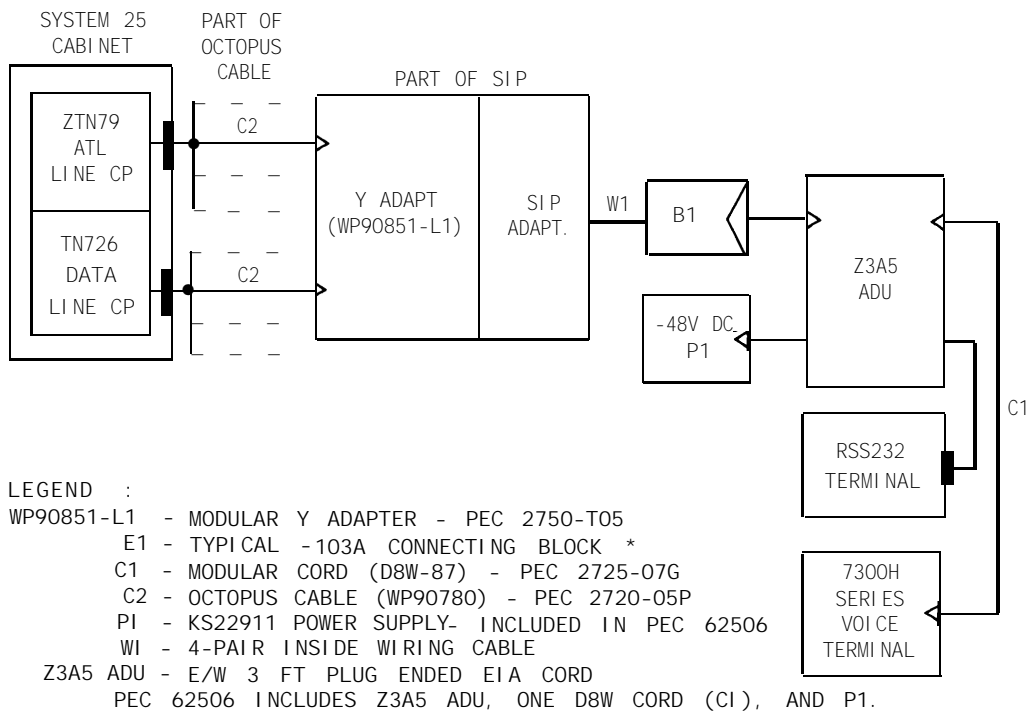 SYSTEM 25
CABINET
PART OF
OCTOPUS
CABLE
PART OF SIP
ZTN79
ATL
LINE CP
TN726
DATA
LINE CP
C2
C2
Y ADAPT
(WP90851-L1)
SIP
ADAPT.
W1
B1
-48V DC
P1
Z3A5
ADU
C1
RSS232
TERMINAL
7300H
SERIES
VOICE
TERMINAL
LEGEND :
WP90851-L1 - MODULAR Y ADAPTER - PEC 2750-T05
E1 - TYPICAL -103A CONNECTING BLOCK *
C1 - MODULAR CORD (D8W-87) - PEC 2725-07G
C2 - OCTOPUS CABLE (WP90780) - PEC 2720-05P
PI - KS22911 POWER SUPPLY- INCLUDED IN PEC 62506
WI - 4-PAIR INSIDE WIRING CABLE
Z3A5 ADU - E/W 3 FT PLUG ENDED EIA CORD
PEC 62506 INCLUDES Z3A5 ADU, ONE D8W CORD (CI), AND P1.